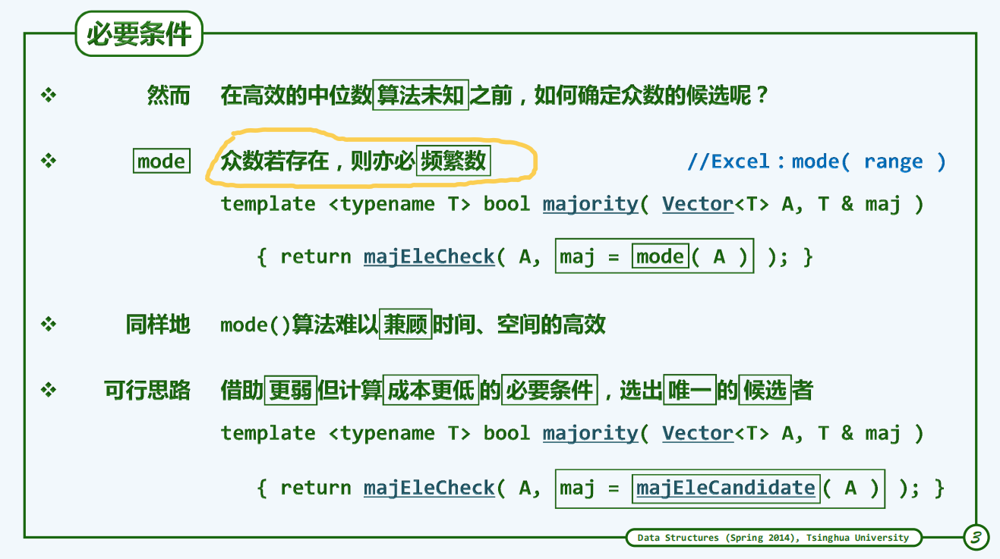 必要条件
然而 在高效的中位数算法未知之前，如何确定众数的候选呢？
mode 众数若存在，则亦必频繁数 //Excel：mode( range )
template <typename T> bool majority( Vector<T> A, T & maj )
{ return majEleCheck( A, maj = mode( A ) ); }
同样地 mode()算法难以兼顾时间、空间的高效
可行思路 借助更弱但计算成本更低的必要条件，选出唯一的候选者
template <typename T> bool majority( Vector<T> A, T & maj )
{ return majEleCheck( A, maj = majEleCandidate( A ) ); }
Data Structures (Spring 2014), Tsinghua University
3